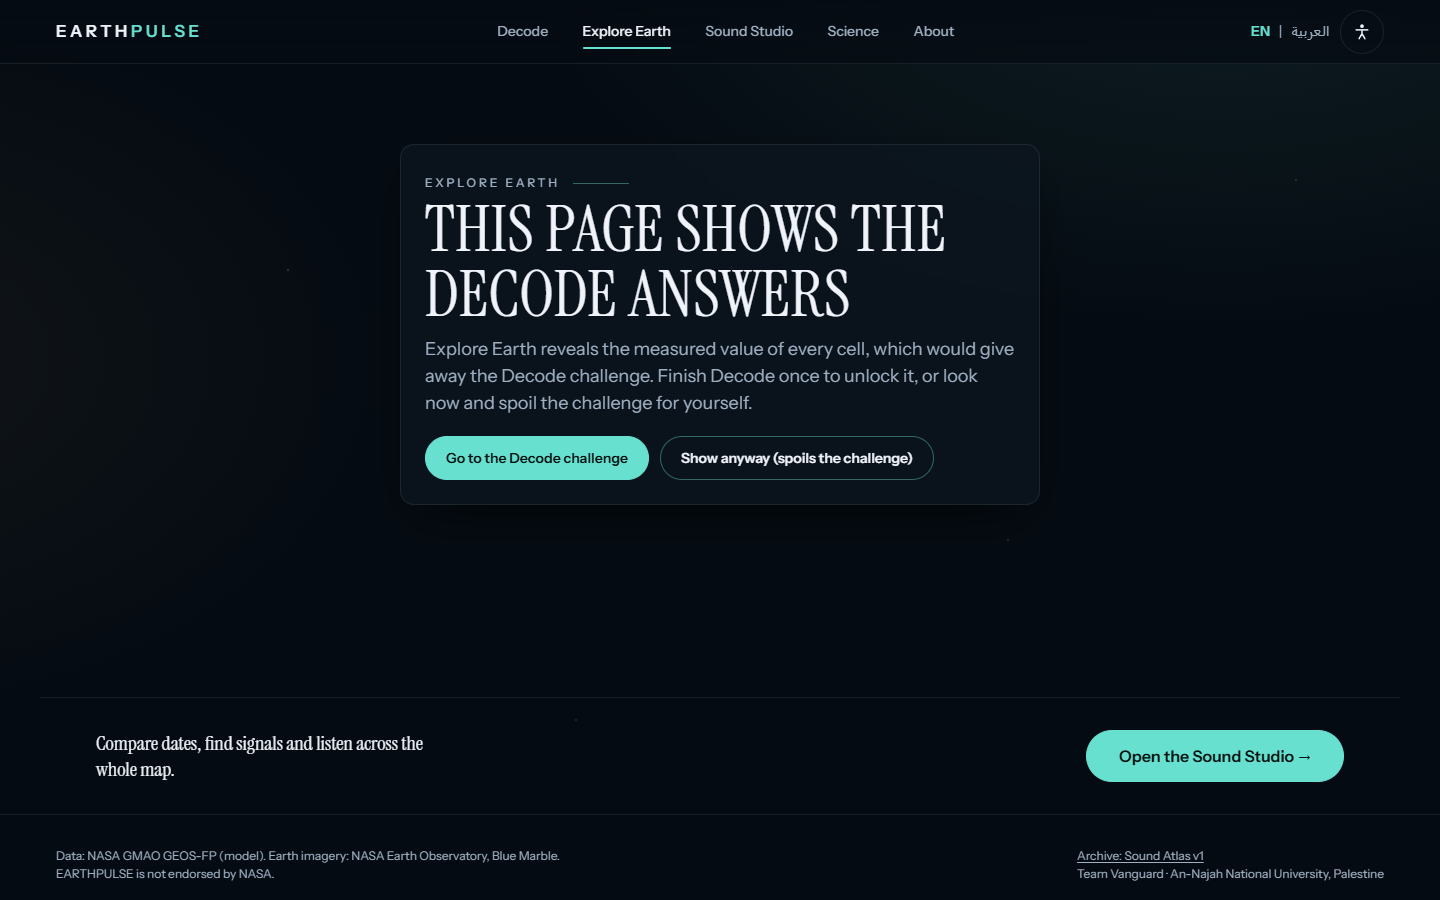 EARTHPULSE
Decode
Explore Earth
Sound Studio
Science
About
EN | العربية
EXPLORE EARTH
THIS PAGE SHOWS THE
DECODE ANSWERS
Explore Earth reveals the measured value of every cell, which would give
away the Decode challenge. Finish Decode once to unlock it, or look
now and spoil the challenge for yourself.
Go to the Decode challenge
Show anyway (spoils the challenge)
Compare dates, find signals and listen across the
whole map.
Open the Sound Studio →
Data: NASA GMAO GEOS-FP (model). Earth imagery: NASA Earth Observatory, Blue Marble.
EARTHPULSE is not endorsed by NASA.
Archive: Sound Atlas v1
Team Vanguard · An-Najah National University, Palestine